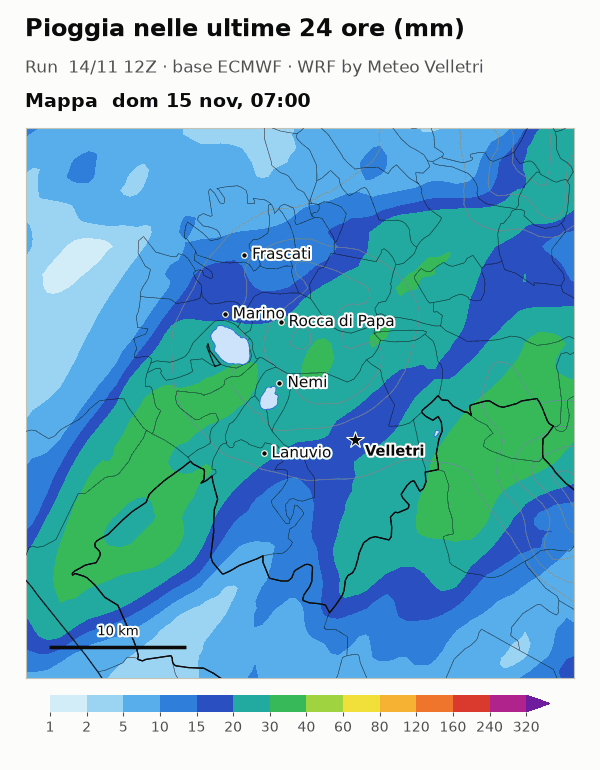 Pioggia nelle ultime 24 ore (mm)
Run 14/11 12Z · base ECMWF · WRF by Meteo Velletri
Mappa dom 15 nov, 07:00
Frascati
Marino
Rocca di Papa
Nemi
Velletri
Lanuvio
10 km
1 2 5 10 15 20 30 40 60 80 120 160 240 320